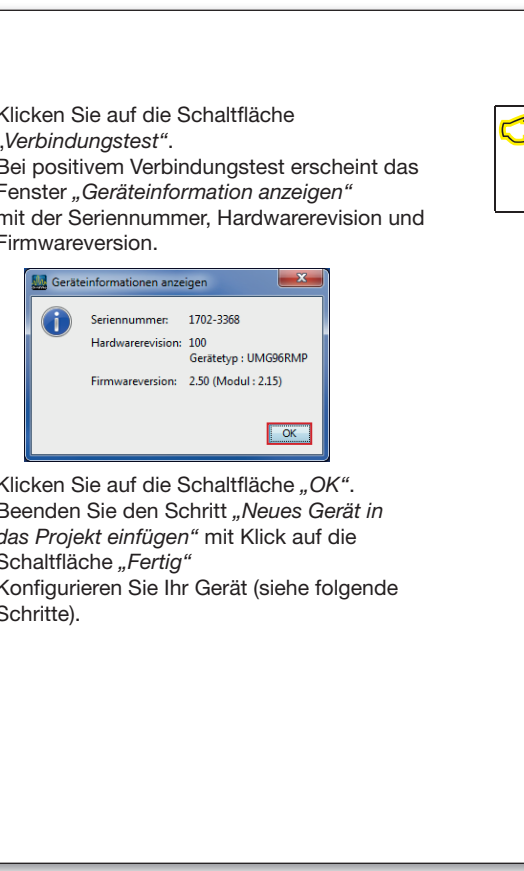 Klicken Sie auf die Schaltfläche
„Verbindungstest“.
Bei positivem Verbindungstest erscheint das
Fenster „Geräteinformation anzeigen“
mit der Seriennummer, Hardwarerevision und
Firmwareversion.
Geräteinformationen anzeigen
Seriennummer: 1702-3368
Hardwarerevision: 100
Gerätetyp : UMG96RMP
Firmwareversion: 2.50 (Modul : 2.15)
OK
Klicken Sie auf die Schaltfläche „OK“.
Beenden Sie den Schritt „Neues Gerät in
das Projekt einfügen“ mit Klick auf die
Schaltfläche „Fertig“
Konfigurieren Sie Ihr Gerät (siehe folgende
Schritte).